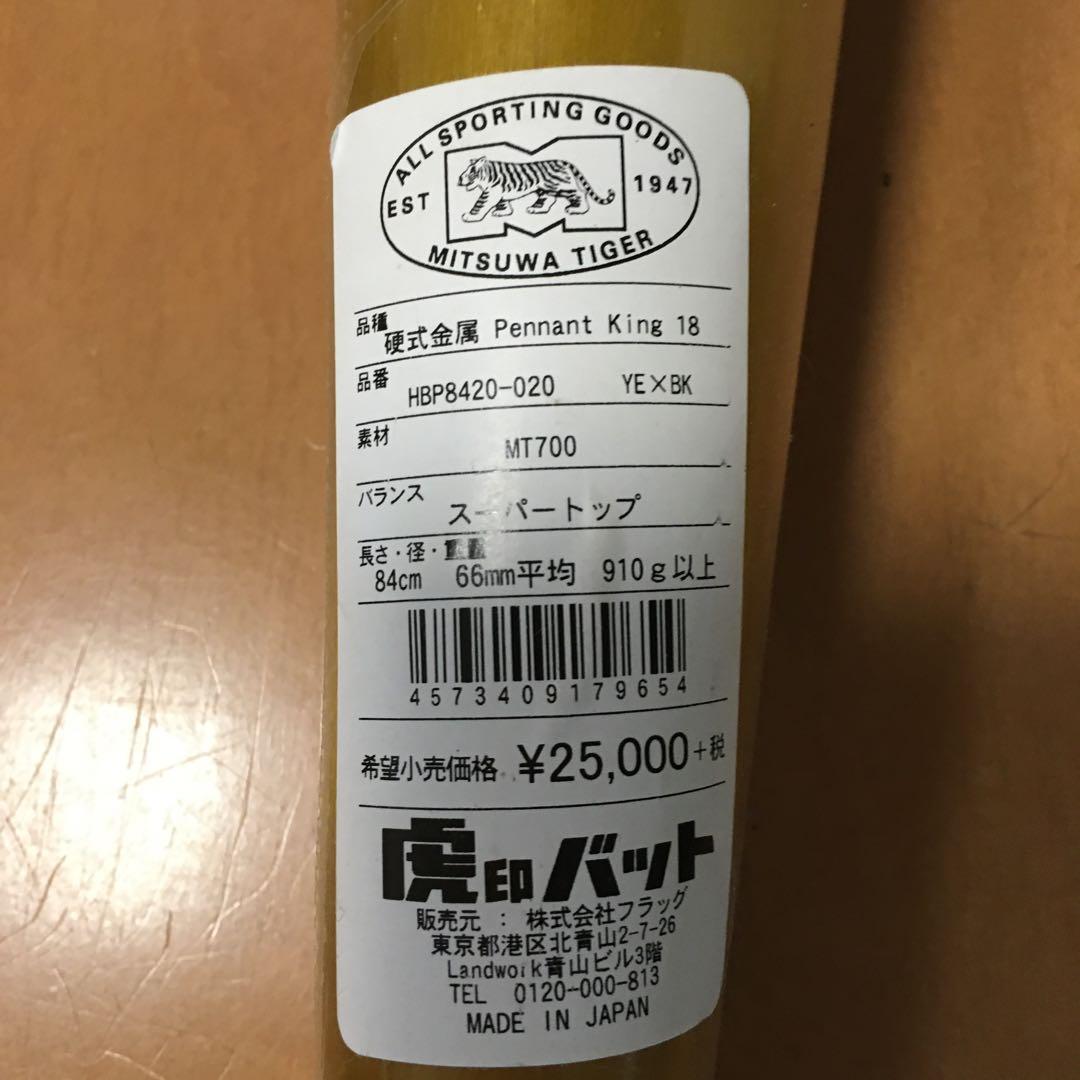 ALL SPORTING GOODS
EST 1947
MITSUWA TIGER
品種 硬式金属 Pennant King 18
品番 HBP8420-020 YE×BK
素材 MT700
バランス スーパートップ
長さ・径・重量
84cm 66mm平均 910g以上
4573409179654
希望小売価格 ¥25,000+税
虎印バット
販売元 : 株式会社フラッグ
東京都港区北青山2-7-26
Landwork青山ビル3階
TEL 0120-000-813
MADE IN JAPAN